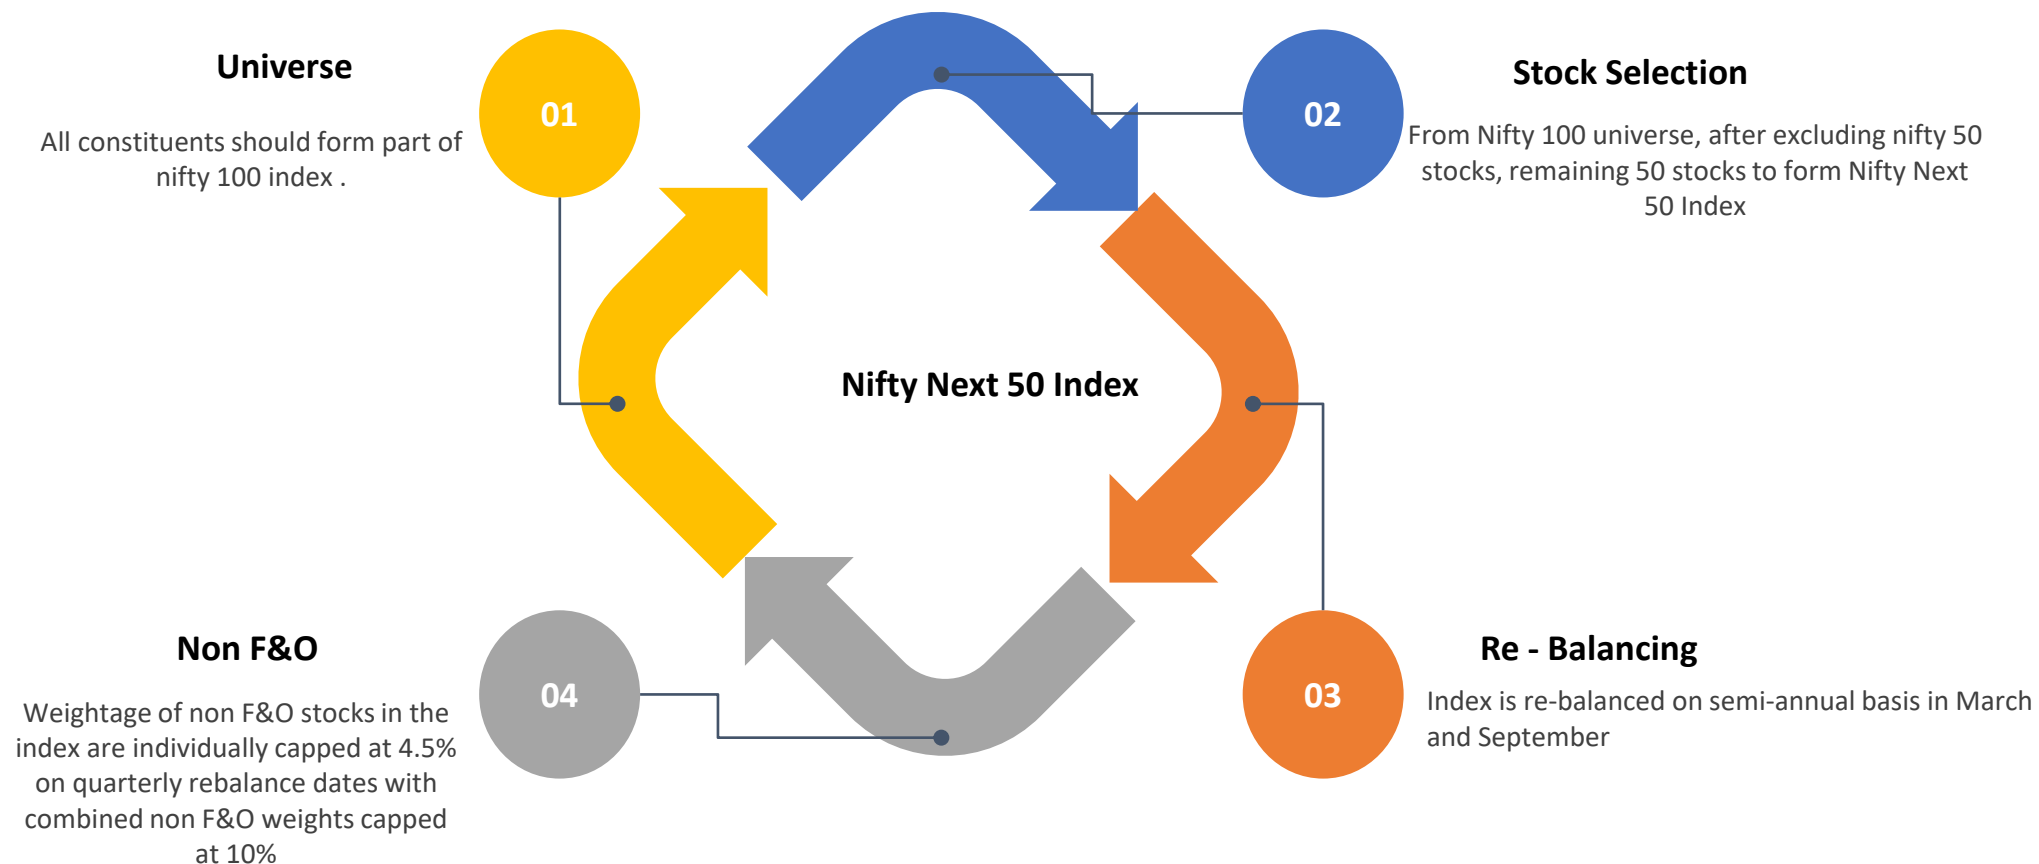 Universe
All constituents should form part of
nifty 100 index .
01
02
Stock Selection
From Nifty 100 universe, after excluding nifty 50
stocks, remaining 50 stocks to form Nifty Next
50 Index
Nifty Next 50 Index
03
Re - Balancing
Index is re-balanced on semi-annual basis in March
and September
Non F&O
Weightage of non F&O stocks in the
index are individually capped at 4.5%
on quarterly rebalance dates with
combined non F&O weights capped
at 10%
04